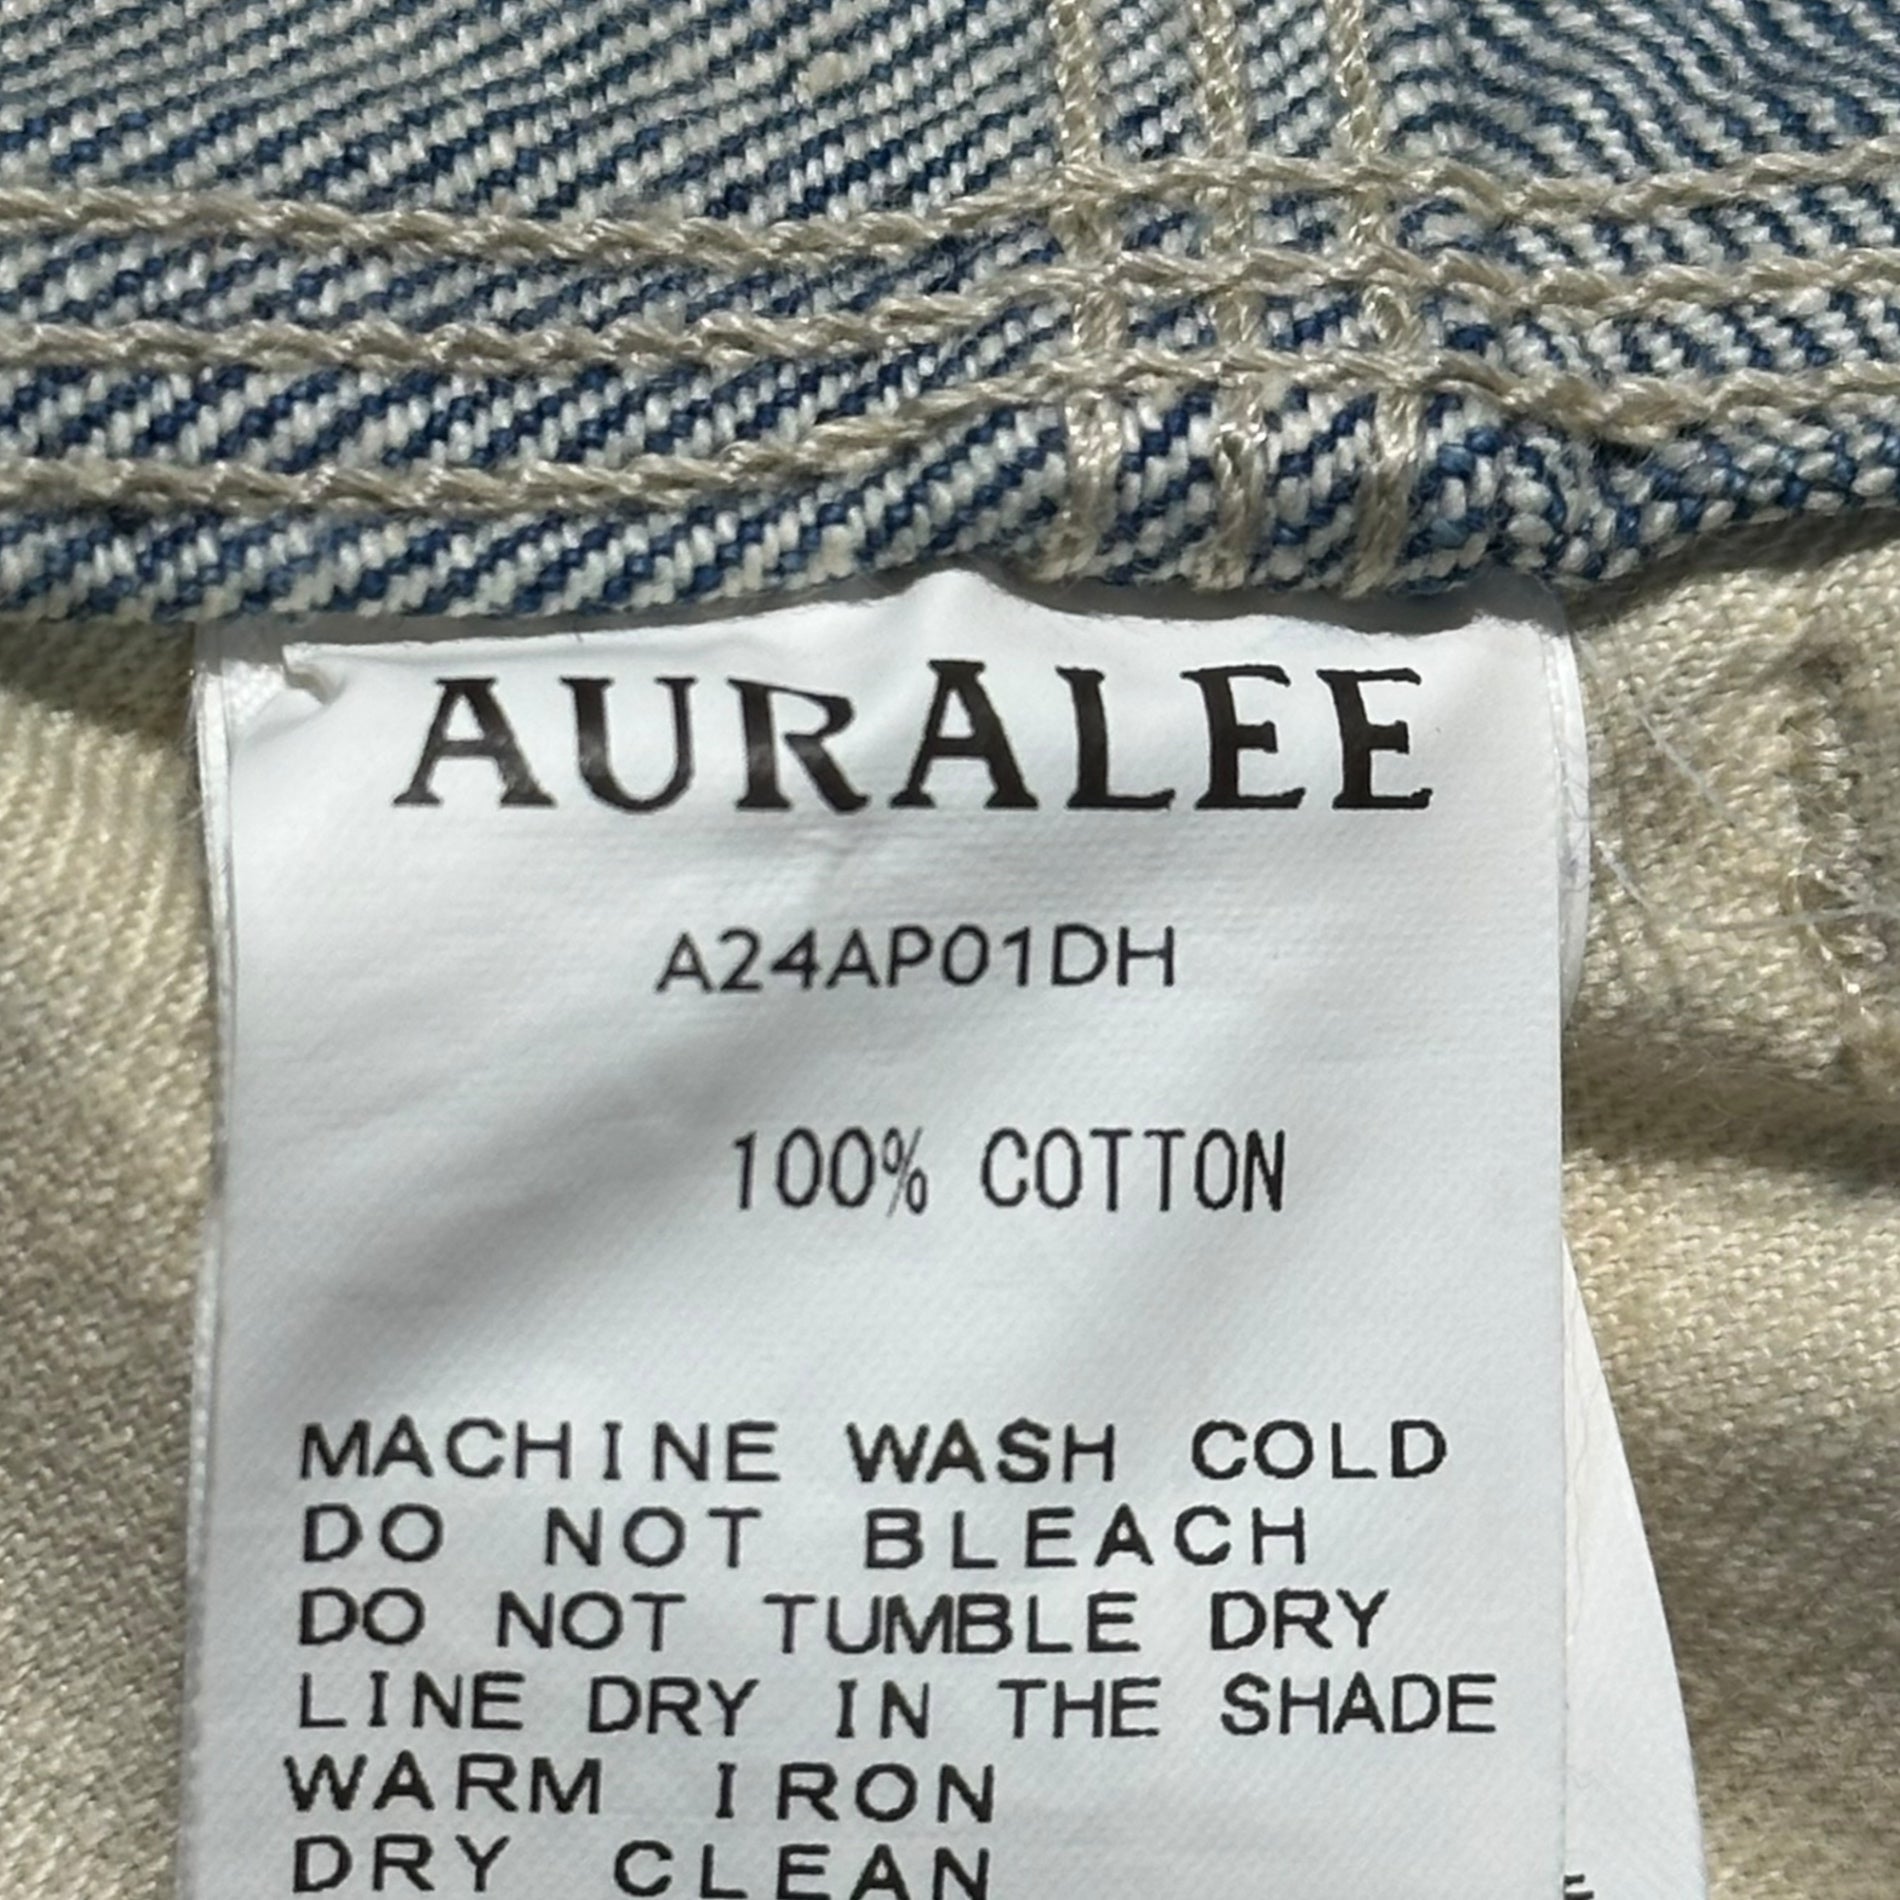 AURALEE
A24AP01DH
100% COTTON
MACHINE WASH COLD
DO NOT BLEACH
DO NOT TUMBLE DRY
LINE DRY IN THE SHADE
WARM IRON
DRY CLEAN